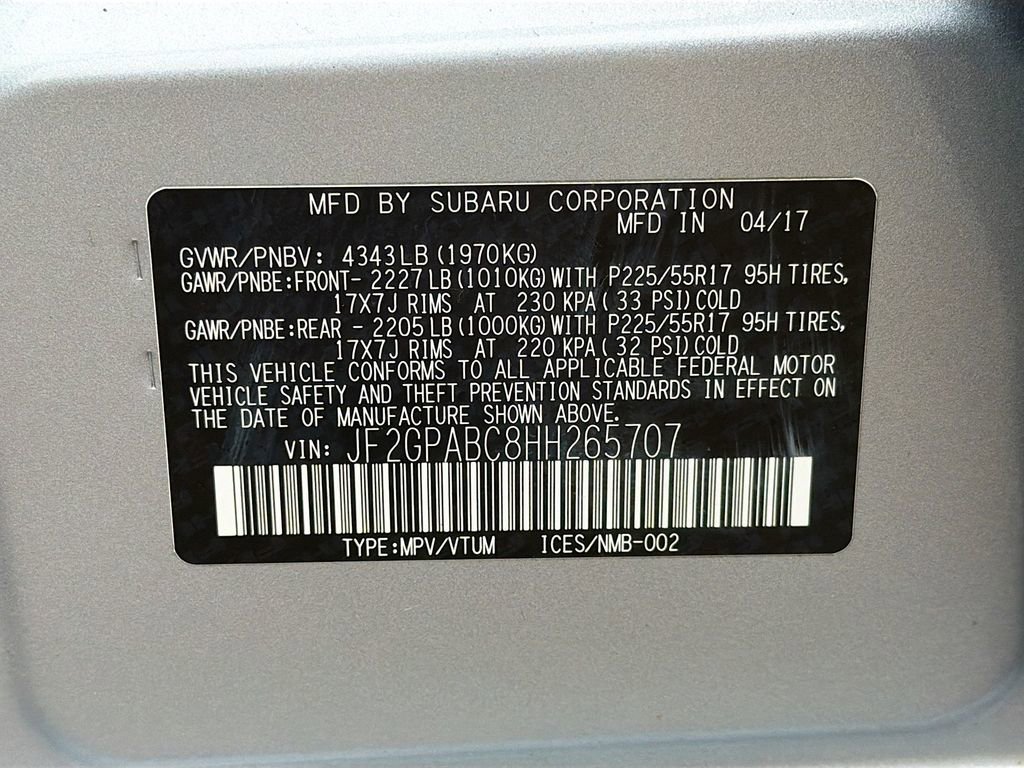 MFD BY SUBARU CORPORATION
MFD IN 04/17
GVWR/PNBV: 4343LB (1970KG)
GAWR/PNBE:FRONT- 2227LB (1010KG) WITH P225/55R17 95H TIRES,
17X7J RIMS AT 230 KPA( 33 PSI)COLD
GAWR/PNBE:REAR - 2205LB (1000KG) WITH P225/55R17 95H TIRES,
17X7J RIMS AT 220 KPA( 32 PSI)COLD
THIS VEHICLE CONFORMS TO ALL APPLICABLE FEDERAL MOTOR
VEHICLE SAFETY AND THEFT PREVENTION STANDARDS IN EFFECT ON
THE DATE OF MANUFACTURE SHOWN ABOVE.
VIN: JF2GPABC8HH265707
TYPE:MPV/VTUM ICES/NMB-002